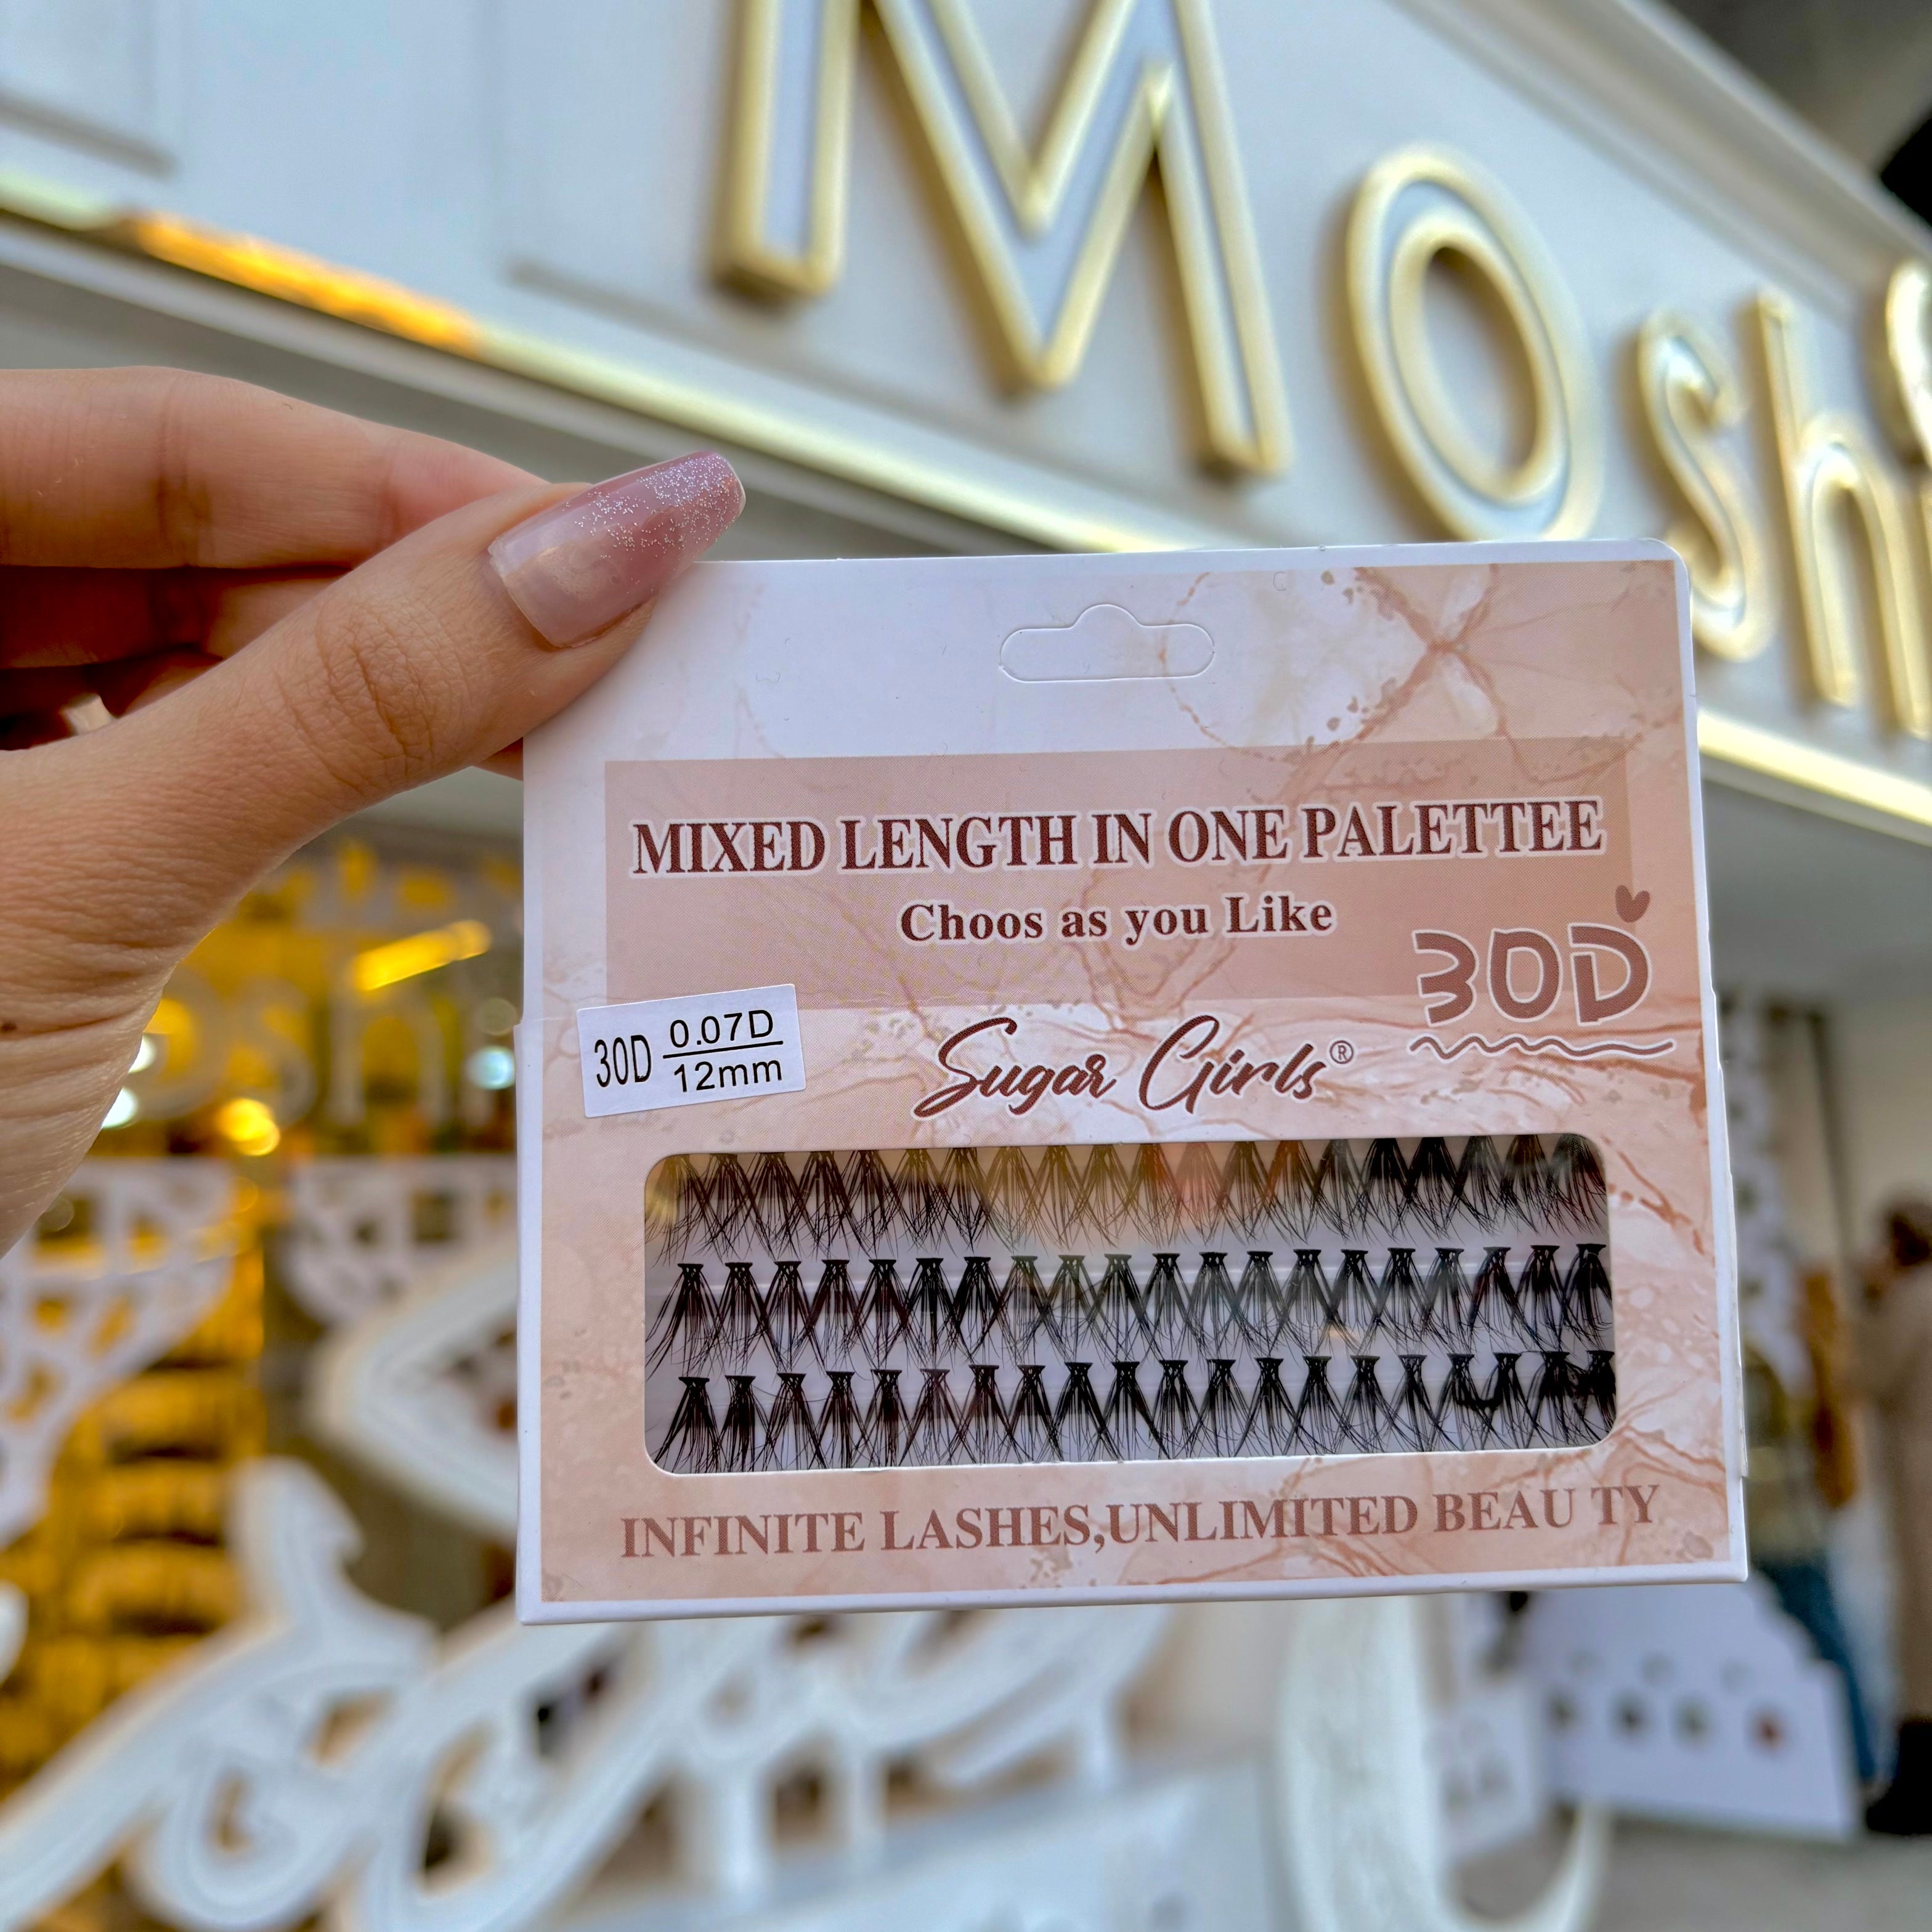 Mosh
MIXED LENGTH IN ONE PALETTEE
Choos as you Like
30D
30D 0.07D
12mm
Sugar Girls®
INFINITE LASHES,UNLIMITED BEAU TY